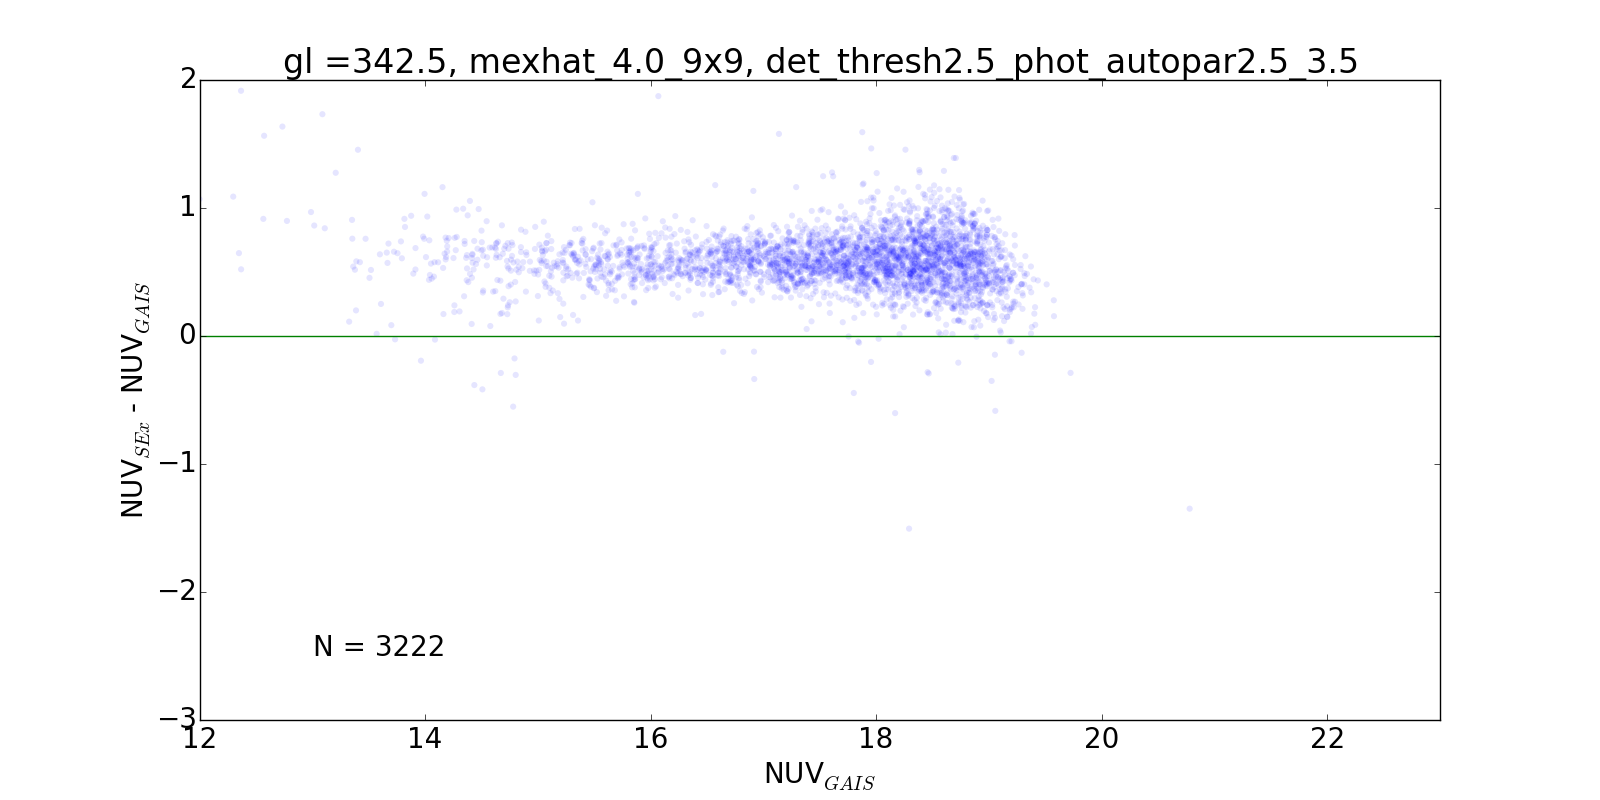 gl =342.5, mexhat_4.0_9x9, det_thresh2.5_phot_autopar2.5_3.5
2
1
0
−1
−2
−3
NUV_SEx - NUV_GAIS
N = 3222
12 14 16 18 20 22
NUV_GAIS